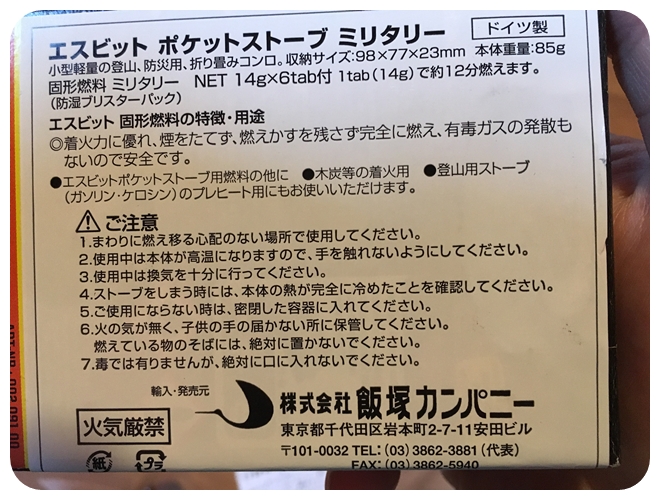 エスビット ポケットストーブ ミリタリー ドイツ製
小型軽量の登山、防災用、折り畳みコンロ。収納サイズ:98×77×23mm 本体重量:85g
固形燃料 ミリタリー NET 14g×6tab付 1tab(14g)で約12分燃えます。
(防湿ブリスターパック)
エスビット 固形燃料の特徴・用途
◎着火力に優れ、煙をたてず、燃えかすを残さず完全に燃え、有毒ガスの発散も
ないので安全です。
●エスビットポケットストーブ用燃料の他に ●木炭等の着火用 ●登山用ストーブ
(ガソリン・ケロシン)のプレヒート用にもお使いいただけます。
ご注意
1.まわりに燃え移る心配のない場所で使用してください。
2.使用中は本体が高温になりますので、手を触れないようにしてください。
3.使用中は換気を十分に行ってください。
4.ストーブをしまう時には、本体の熱が完全に冷めたことを確認してください。
5.ご使用にならない時は、密閉した容器に入れてください。
6.火の気が無く、子供の手の届かない所に保管してください。
燃えている物のそばには、絶対に置かないでください。
7.毒では有りませんが、絶対に口に入れないでください。
輸入・発売元
株式会社 飯塚カンパニー
火気厳禁
東京都千代田区岩本町2-7-11安田ビル
〒101-0032 TEL:(03)3862-3881(代表)
FAX:(03)3862-5940
紙 プラ